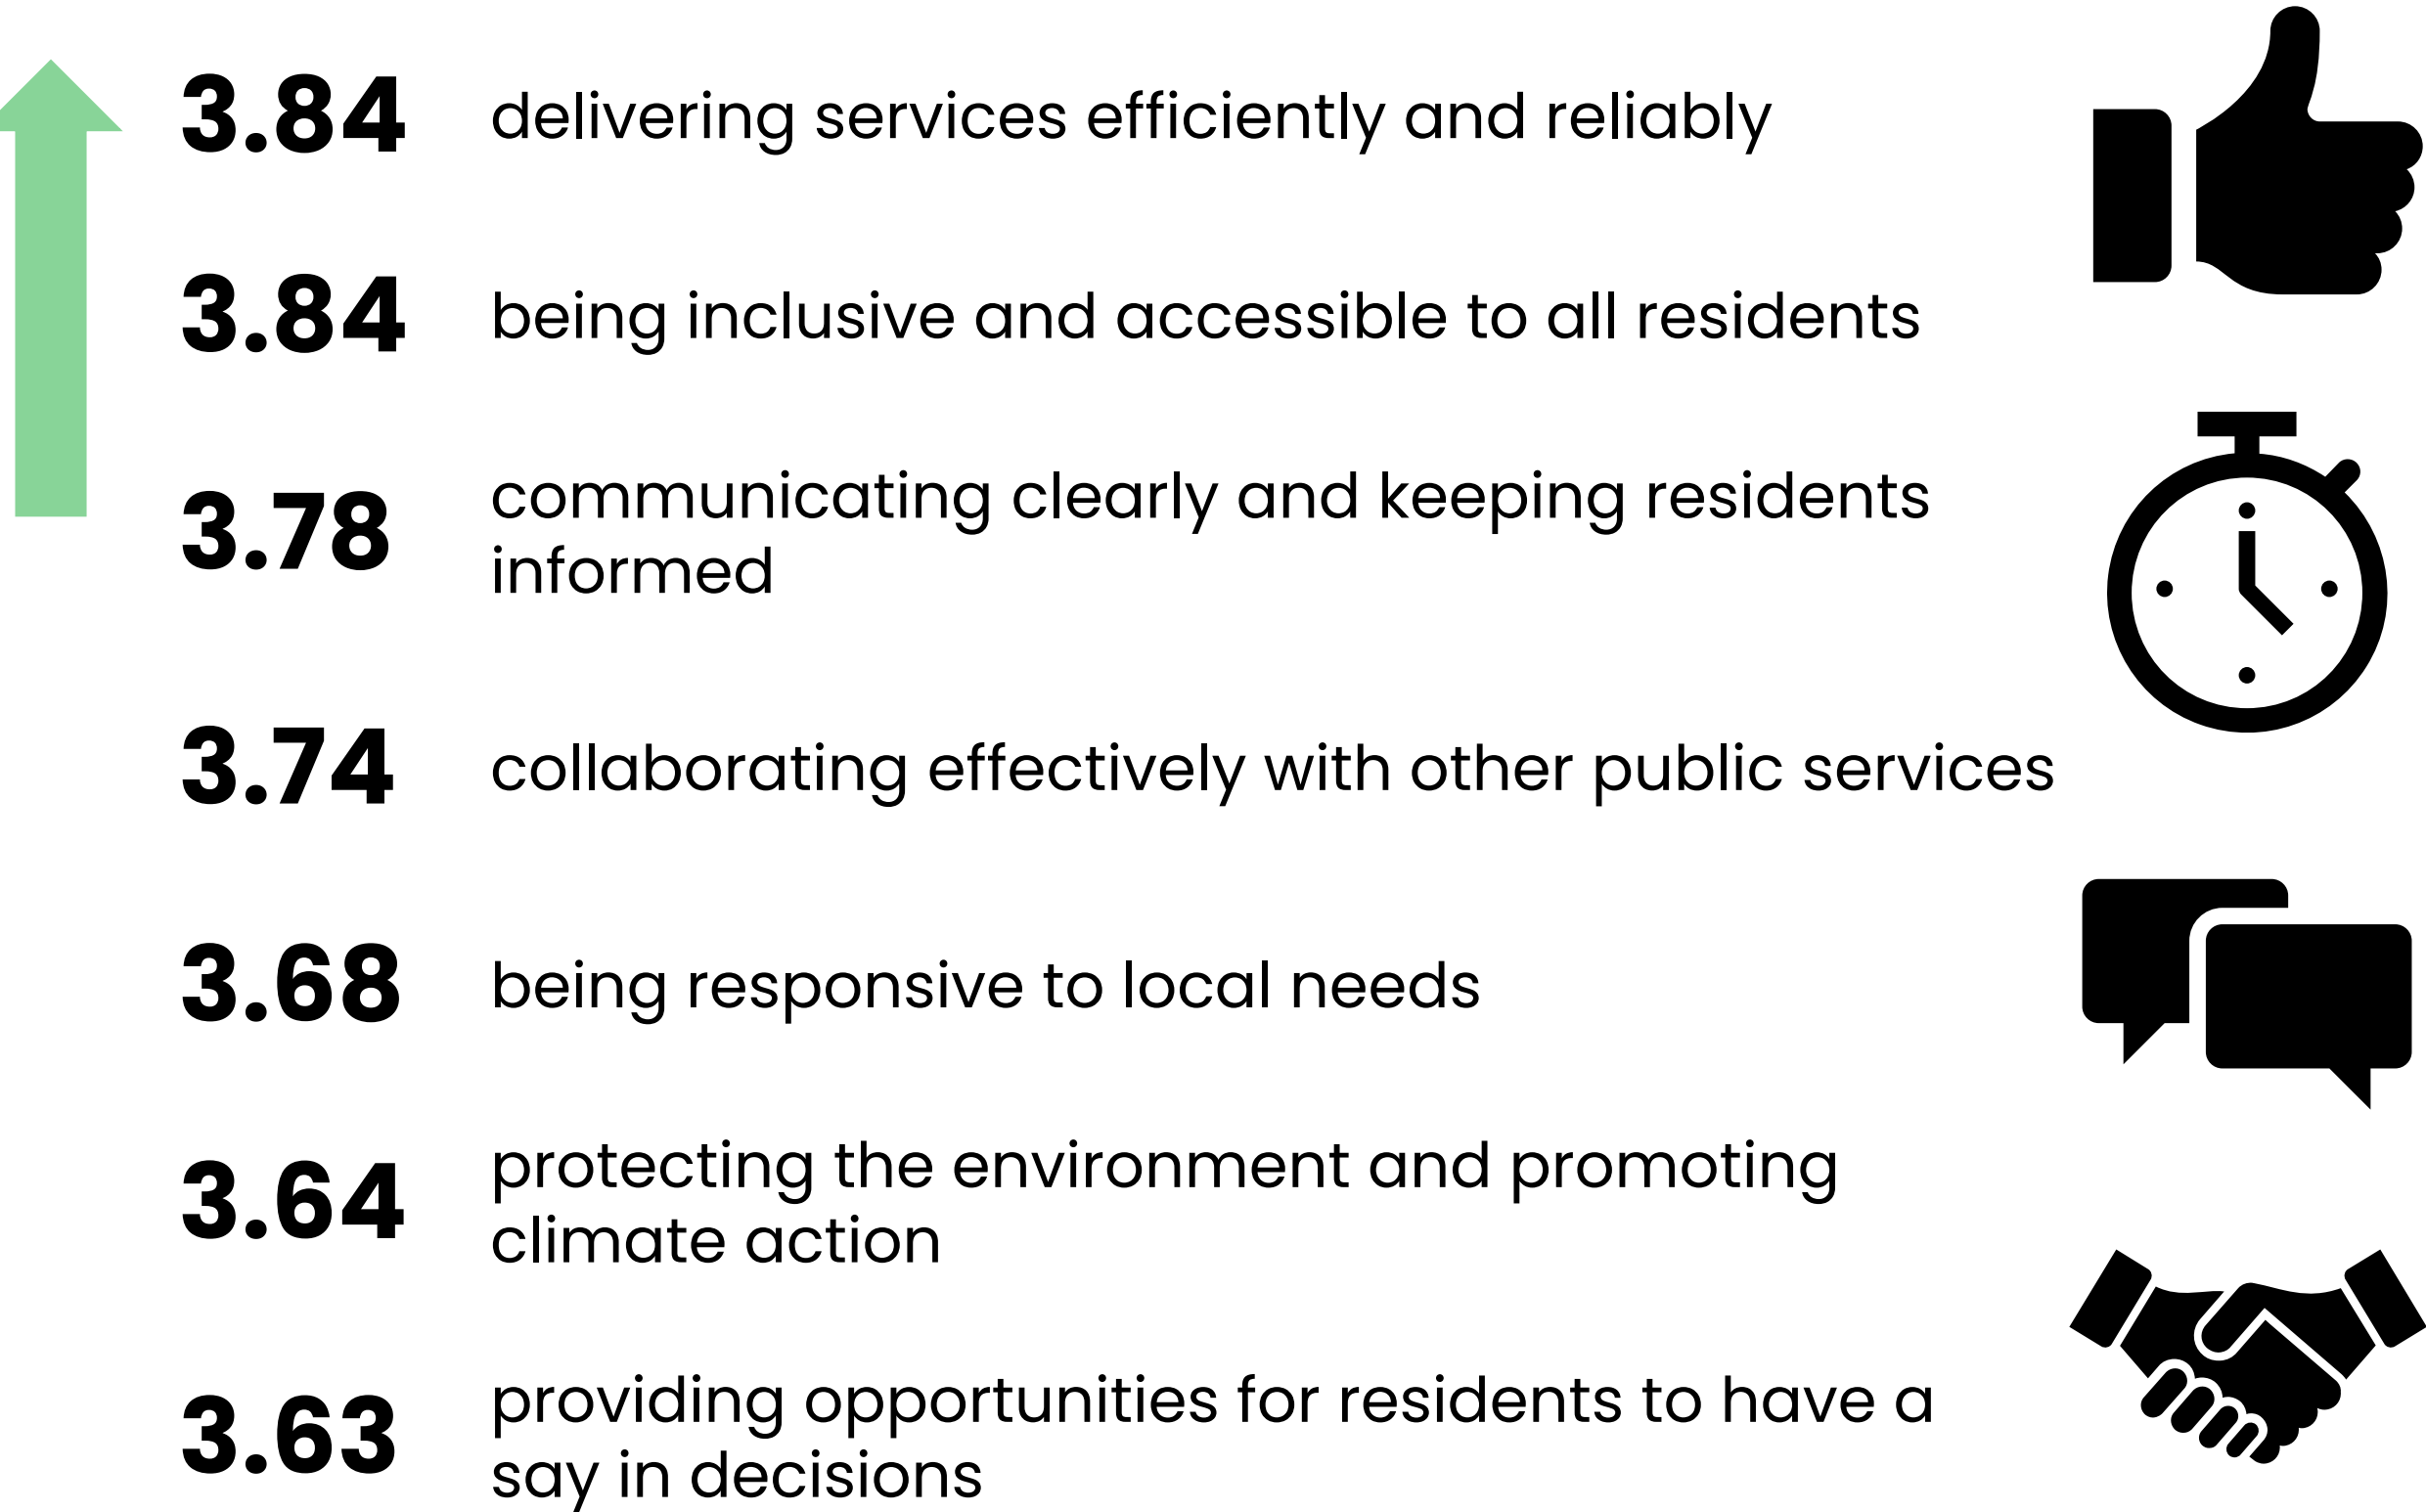 3.84 delivering services efficiently and reliably
3.84 being inclusive and accessible to all residents
3.78 communicating clearly and keeping residents
informed
3.74 collaborating effectively with other public services
3.68 being responsive to local needs
3.64 protecting the environment and promoting
climate action
3.63 providing opportunities for residents to have a
say in decisions